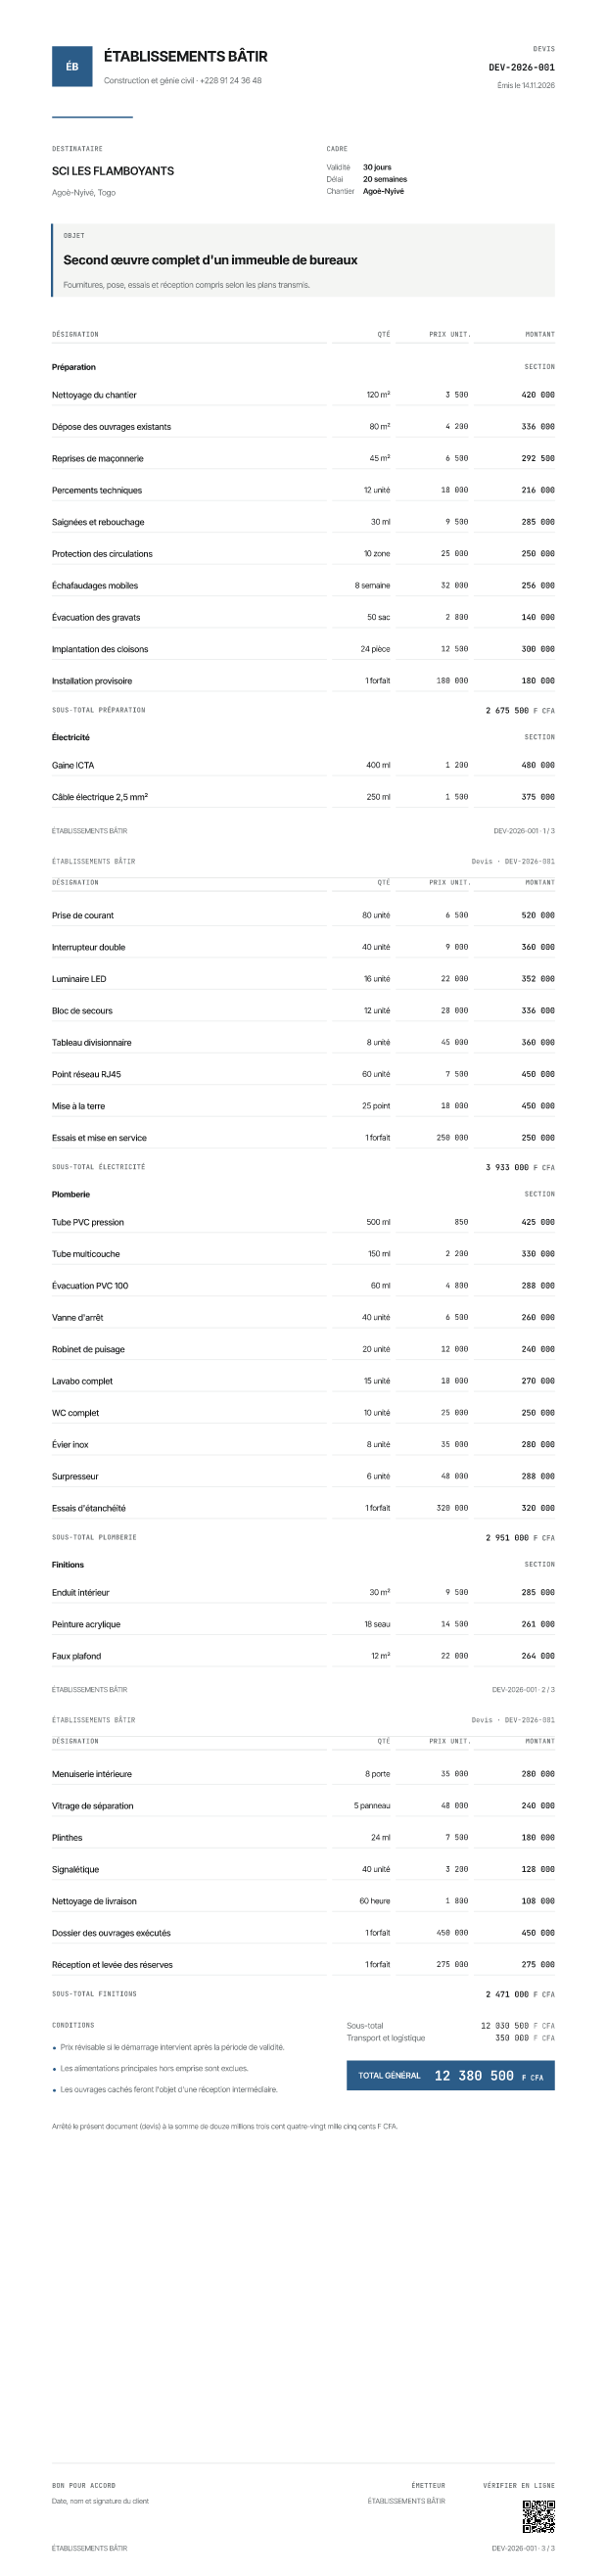 ÉB
ÉTABLISSEMENTS BÂTIR
Construction et génie civil · +228 91 24 36 48
DEVIS
DEV-2026-001
Émis le 14.11.2026
DESTINATAIRE
SCI LES FLAMBOYANTS
Agoè-Nyivé, Togo
CADRE
Validité 30 jours
Délai 20 semaines
Chantier Agoè-Nyivé
OBJET
Second œuvre complet d'un immeuble de bureaux
Fournitures, pose, essais et réception compris selon les plans transmis.
DÉSIGNATION QTÉ PRIX UNIT. MONTANT
Préparation SECTION
Nettoyage du chantier 120 m² 3 500 420 000
Dépose des ouvrages existants 80 m² 4 200 336 000
Reprises de maçonnerie 45 m² 6 500 292 500
Percements techniques 12 unité 18 000 216 000
Saignées et rebouchage 30 ml 9 500 285 000
Protection des circulations 10 zone 25 000 250 000
Échafaudages mobiles 8 semaine 32 000 256 000
Évacuation des gravats 50 sac 2 800 140 000
Implantation des cloisons 24 pièce 12 500 300 000
Installation provisoire 1 forfait 180 000 180 000
SOUS-TOTAL PRÉPARATION 2 675 500 F CFA
Électricité SECTION
Gaine ICTA 400 ml 1 200 480 000
Câble électrique 2,5 mm² 250 ml 1 500 375 000
ÉTABLISSEMENTS BÂTIR DEV-2026-001 · 1 / 3
ÉTABLISSEMENTS BÂTIR Devis · DEV-2026-001
DÉSIGNATION QTÉ PRIX UNIT. MONTANT
Prise de courant 80 unité 6 500 520 000
Interrupteur double 40 unité 9 000 360 000
Luminaire LED 16 unité 22 000 352 000
Bloc de secours 12 unité 28 000 336 000
Tableau divisionnaire 8 unité 45 000 360 000
Point réseau RJ45 60 unité 7 500 450 000
Mise à la terre 25 point 18 000 450 000
Essais et mise en service 1 forfait 250 000 250 000
SOUS-TOTAL ÉLECTRICITÉ 3 933 000 F CFA
Plomberie SECTION
Tube PVC pression 500 ml 850 425 000
Tube multicouche 150 ml 2 200 330 000
Évacuation PVC 100 60 ml 4 800 288 000
Vanne d'arrêt 40 unité 6 500 260 000
Robinet de puisage 20 unité 12 000 240 000
Lavabo complet 15 unité 18 000 270 000
WC complet 10 unité 25 000 250 000
Évier inox 8 unité 35 000 280 000
Surpresseur 6 unité 48 000 288 000
Essais d'étanchéité 1 forfait 320 000 320 000
SOUS-TOTAL PLOMBERIE 2 951 000 F CFA
Finitions SECTION
Enduit intérieur 30 m² 9 500 285 000
Peinture acrylique 18 seau 14 500 261 000
Faux plafond 12 m² 22 000 264 000
ÉTABLISSEMENTS BÂTIR DEV-2026-001 · 2 / 3
ÉTABLISSEMENTS BÂTIR Devis · DEV-2026-001
DÉSIGNATION QTÉ PRIX UNIT. MONTANT
Menuiserie intérieure 8 porte 35 000 280 000
Vitrage de séparation 5 panneau 48 000 240 000
Plinthes 24 ml 7 500 180 000
Signalétique 40 unité 3 200 128 000
Nettoyage de livraison 60 heure 1 800 108 000
Dossier des ouvrages exécutés 1 forfait 450 000 450 000
Réception et levée des réserves 1 forfait 275 000 275 000
SOUS-TOTAL FINITIONS 2 471 000 F CFA
CONDITIONS
• Prix révisable si le démarrage intervient après la période de validité.
• Les alimentations principales hors emprise sont exclues.
• Les ouvrages cachés feront l'objet d'une réception intermédiaire.
Sous-total 12 030 500 F CFA
Transport et logistique 350 000 F CFA
TOTAL GÉNÉRAL 12 380 500 F CFA
Arrêté le présent document (devis) à la somme de douze millions trois cent quatre-vingt mille cinq cents F CFA.
BON POUR ACCORD
Date, nom et signature du client
ÉMETTEUR
ÉTABLISSEMENTS BÂTIR
VÉRIFIER EN LIGNE
ÉTABLISSEMENTS BÂTIR DEV-2026-001 · 3 / 3